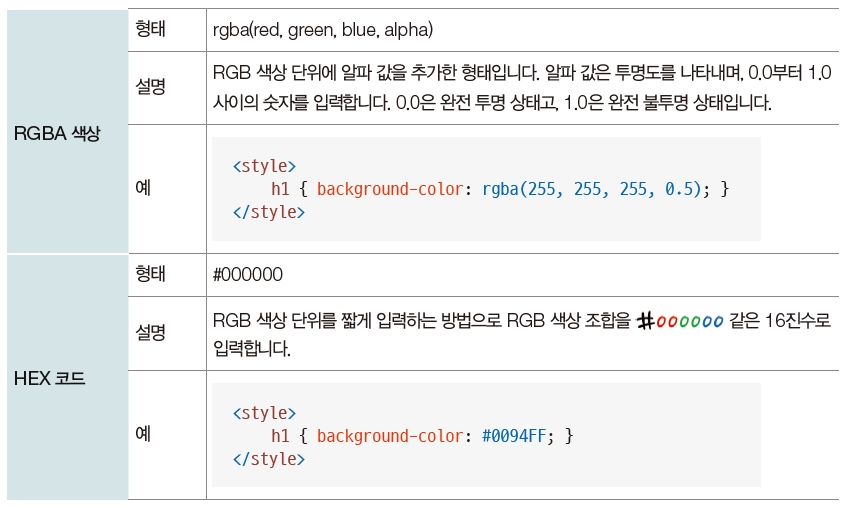 RGBA 색상
형태
rgba(red, green, blue, alpha)
설명
RGB 색상 단위에 알파 값을 추가한 형태입니다. 알파 값은 투명도를 나타내며, 0.0부터 1.0
사이의 숫자를 입력합니다. 0.0은 완전 투명 상태고, 1.0은 완전 불투명 상태입니다.
예
<style>
h1 { background-color: rgba(255, 255, 255, 0.5); }
</style>
HEX 코드
형태
#000000
설명
RGB 색상 단위를 짧게 입력하는 방법으로 RGB 색상 조합을 #000000 같은 16진수로
입력합니다.
예
<style>
h1 { background-color: #0094FF; }
</style>